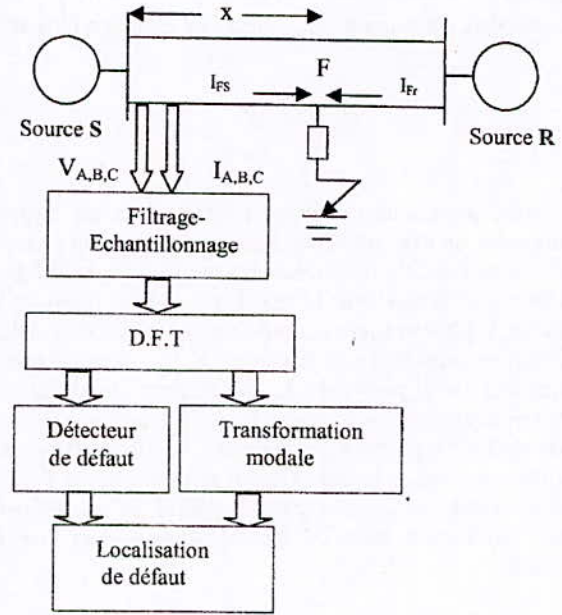 x
F
I_FS
I_Fr
Source S
Source R
V_A,B,C
I_A,B,C
Filtrage-
Echantillonnage
D.F.T
Détecteur
de défaut
Transformation
modale
Localisation
de défaut